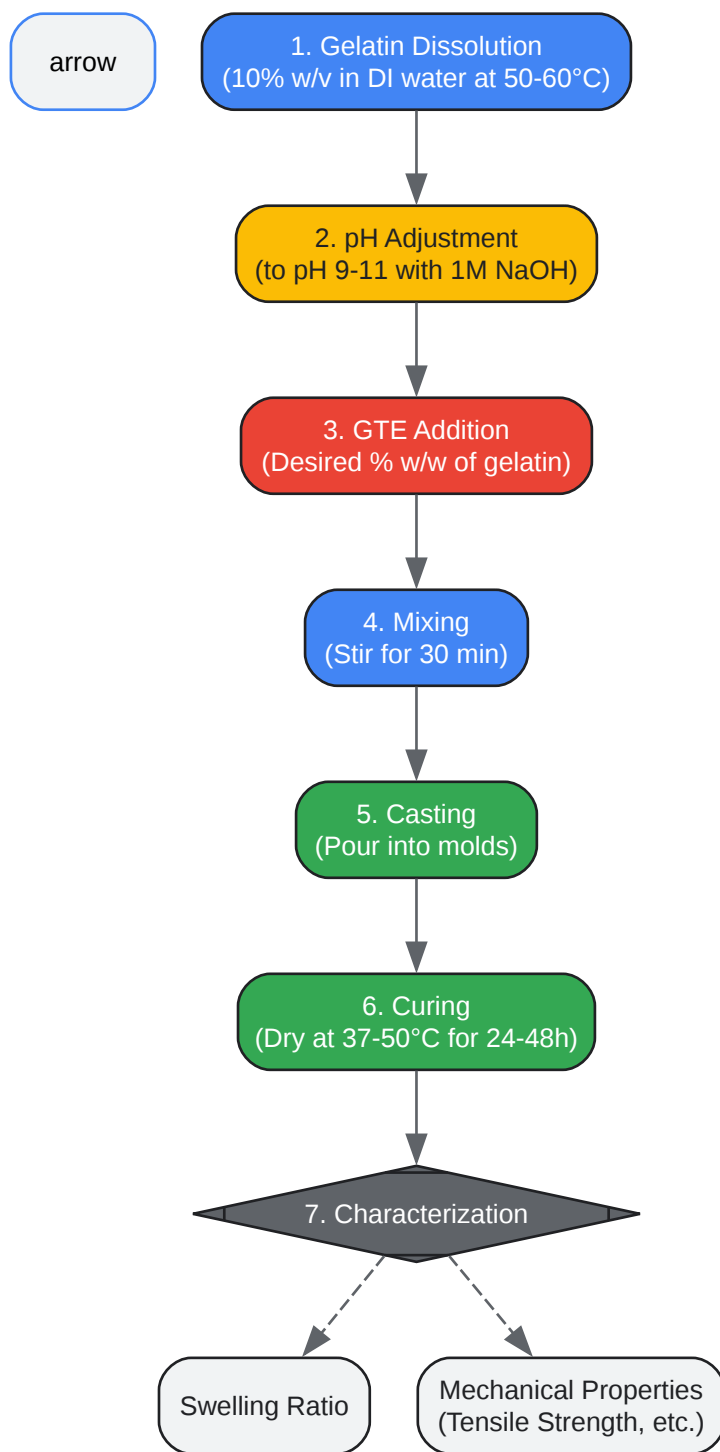 arrow
1. Gelatin Dissolution
(10% w/v in DI water at 50-60°C)
2. pH Adjustment
(to pH 9-11 with 1M NaOH)
3. GTE Addition
(Desired % w/w of gelatin)
4. Mixing
(Stir for 30 min)
5. Casting
(Pour into molds)
6. Curing
(Dry at 37-50°C for 24-48h)
7. Characterization
Swelling Ratio
Mechanical Properties
(Tensile Strength, etc.)